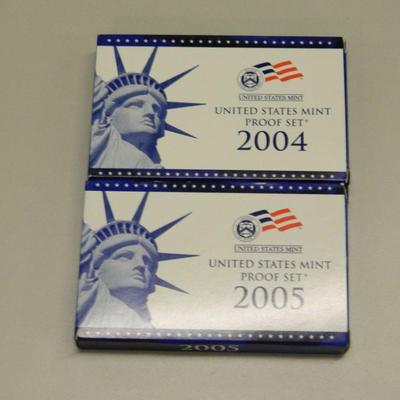 UNITED STATES MINT
UNITED STATES MINT
PROOF SET®
2004
UNITED STATES MINT
UNITED STATES MINT
PROOF SET®
2005
2005